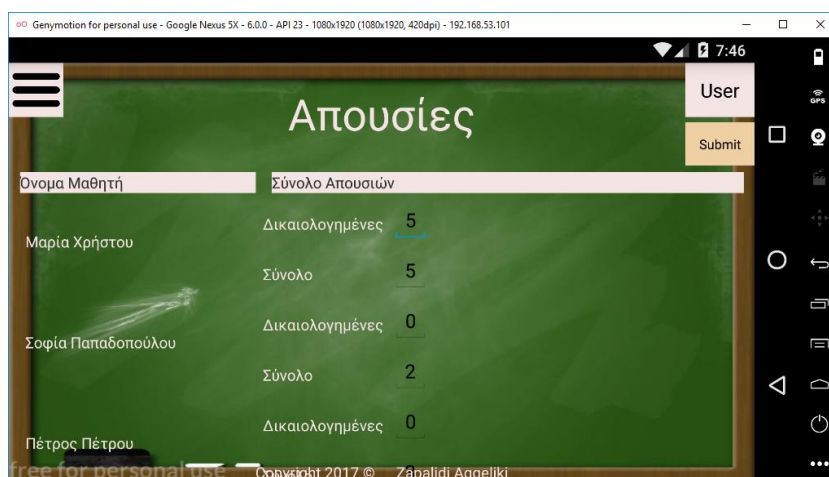 Genymotion for personal use - Google Nexus 5X - 6.0.0 - API 23 - 1080x1920 (1080x1920, 420dpi) - 192.168.53.101
7:46
User
Απουσίες
Submit
GPS
Όνομα Μαθητή Σύνολο Απουσιών
Δικαιολογημένες 5
Μαρία Χρήστου
Σύνολο 5
Δικαιολογημένες 0
Σοφία Παπαδοπούλου
Σύνολο 2
Δικαιολογημένες 0
Πέτρος Πέτρου
free for personal use Copyright 2017 © Zapalidi Aggeliki